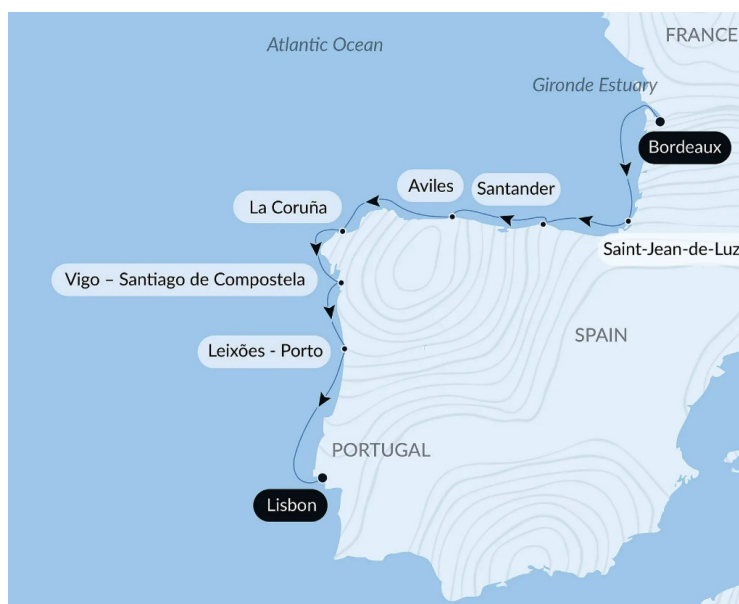 FRANCE
Atlantic Ocean
Gironde Estuary
Bordeaux
Aviles
Santander
La Coruña
Saint-Jean-de-Luz
Vigo – Santiago de Compostela
SPAIN
Leixões - Porto
PORTUGAL
Lisbon